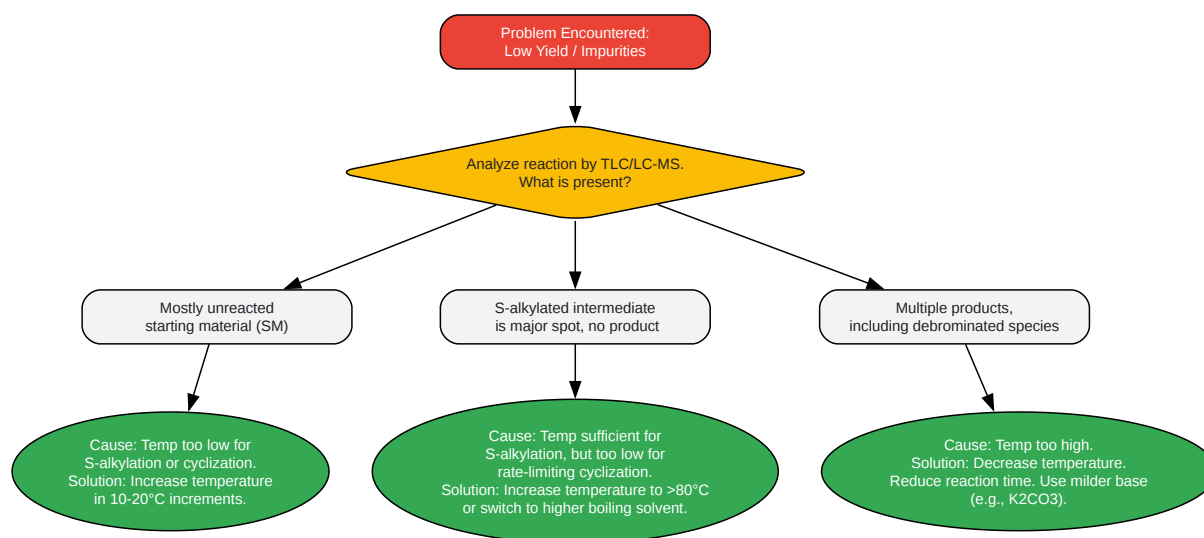 Problem Encountered:
Low Yield / Impurities
Analyze reaction by TLC/LC-MS.
What is present?
Mostly unreacted
starting material (SM)
S-alkylated intermediate
is major spot, no product
Multiple products,
including debrominated species
Cause: Temp too low for
S-alkylation or cyclization.
Solution: Increase temperature
in 10-20°C increments.
Cause: Temp sufficient for
S-alkylation, but too low for
rate-limiting cyclization.
Solution: Increase temperature to >80°C
or switch to higher boiling solvent.
Cause: Temp too high.
Solution: Decrease temperature.
Reduce reaction time. Use milder base
(e.g., K2CO3).